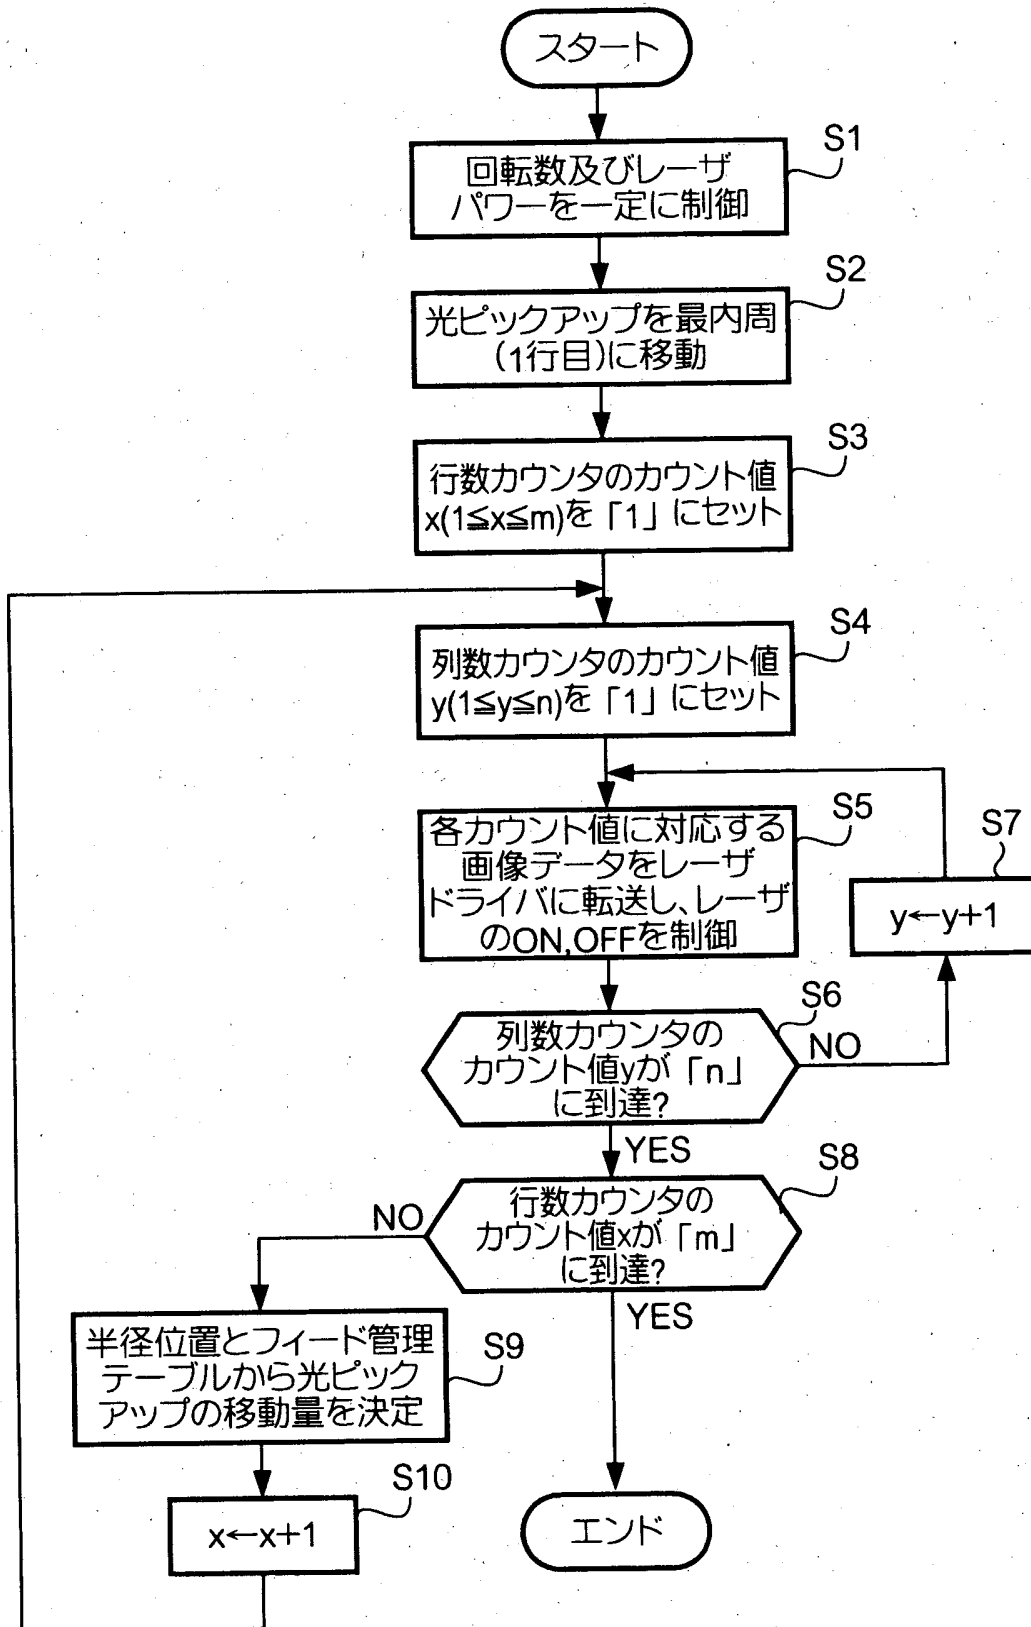 スタート
S1
回転数及びレーザ
パワーを一定に制御
S2
光ピックアップを最内周
(1行目)に移動
S3
行数カウンタのカウント値
x(1≦x≦m)を「1」にセット
S4
列数カウンタのカウント値
y(1≦y≦n)を「1」にセット
S5
各カウント値に対応する
画像データをレーザ
ドライバに転送し、レーザ
のON,OFFを制御
S7
y←y+1
S6
列数カウンタの
カウント値yが「n」
に到達?
NO
YES
S8
行数カウンタの
カウント値xが「m」
に到達?
NO
YES
S9
半径位置とフィード管理
テーブルから光ピック
アップの移動量を決定
S10
x←x+1
エンド